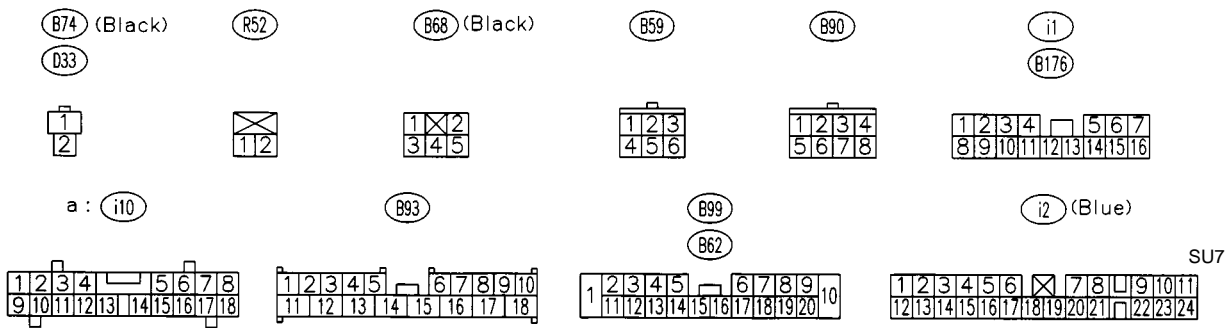 B74 (Black) R52 B68 (Black) B59 B90 i1
D33 B176
1 1 2 1 2 3 1 2 3 4 1 2 3 4 5 6 7
2 1 2 3 4 5 4 5 6 5 6 7 8 8 9 10 11 12 13 14 15 16
a : i10 B93 B99 i2 (Blue)
B62
SU7
1 2 3 4 5 6 7 8 1 2 3 4 5 6 7 8 9 10 1 2 3 4 5 6 7 8 9 10 1 2 3 4 5 6 7 8 9 10 11
9 10 11 12 13 14 15 16 17 18 11 12 13 14 15 16 17 18 11 12 13 14 15 16 17 18 19 20 12 13 14 15 16 17 18 19 20 21 22 23 24